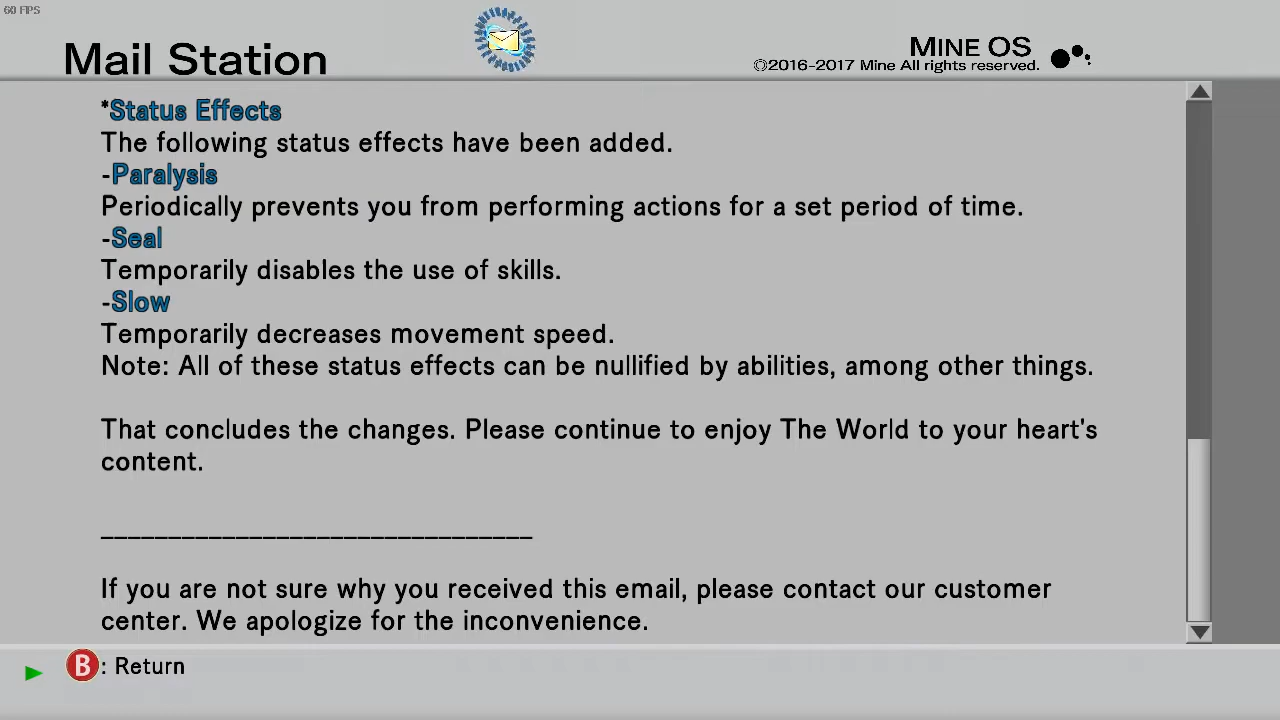 60 FPS
Mail Station
MINE OS
©2016-2017 Mine All rights reserved.
*Status Effects
The following status effects have been added.
-Paralysis
Periodically prevents you from performing actions for a set period of time.
-Seal
Temporarily disables the use of skills.
-Slow
Temporarily decreases movement speed.
Note: All of these status effects can be nullified by abilities, among other things.
That concludes the changes. Please continue to enjoy The World to your heart's
content.
________________________________
If you are not sure why you received this email, please contact our customer
center. We apologize for the inconvenience.
B: Return